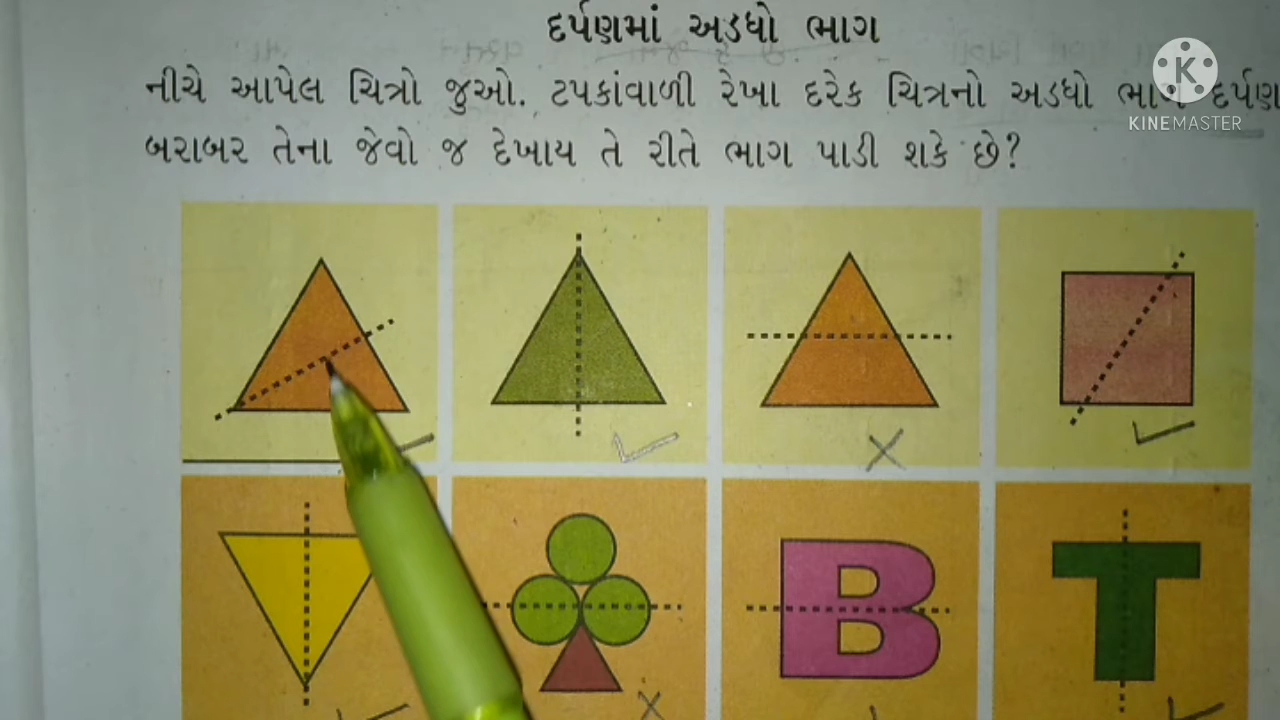 દર્પણમાં અડધો ભાગ
નીચે આપેલ ચિત્રો જુઓ. ટપકાંવાળી રેખા દરેક ચિત્રનો અડધો ભાગ દર્પણ
બરાબર તેના જેવો જ દેખાય તે રીતે ભાગ પાડી શકે છે?
K
KINEMASTER
B
T